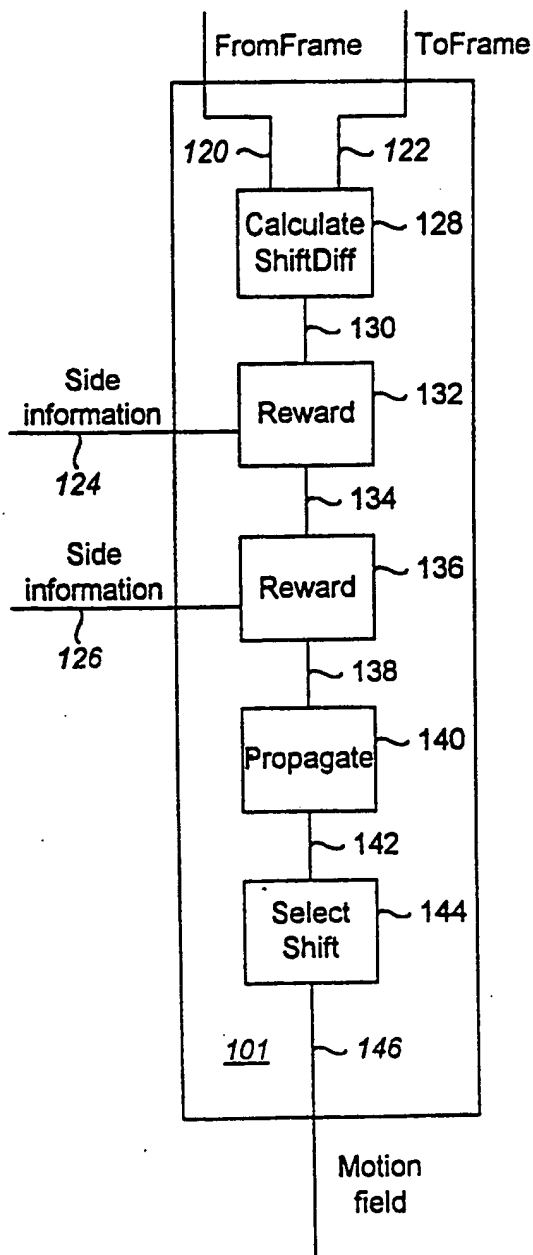 FromFrame ToFrame
120 122
Calculate
ShiftDiff
128
130
Side
information
124
Reward
132
134
Side
information
126
Reward
136
138
Propagate
140
142
Select
Shift
144
101 146
Motion
field